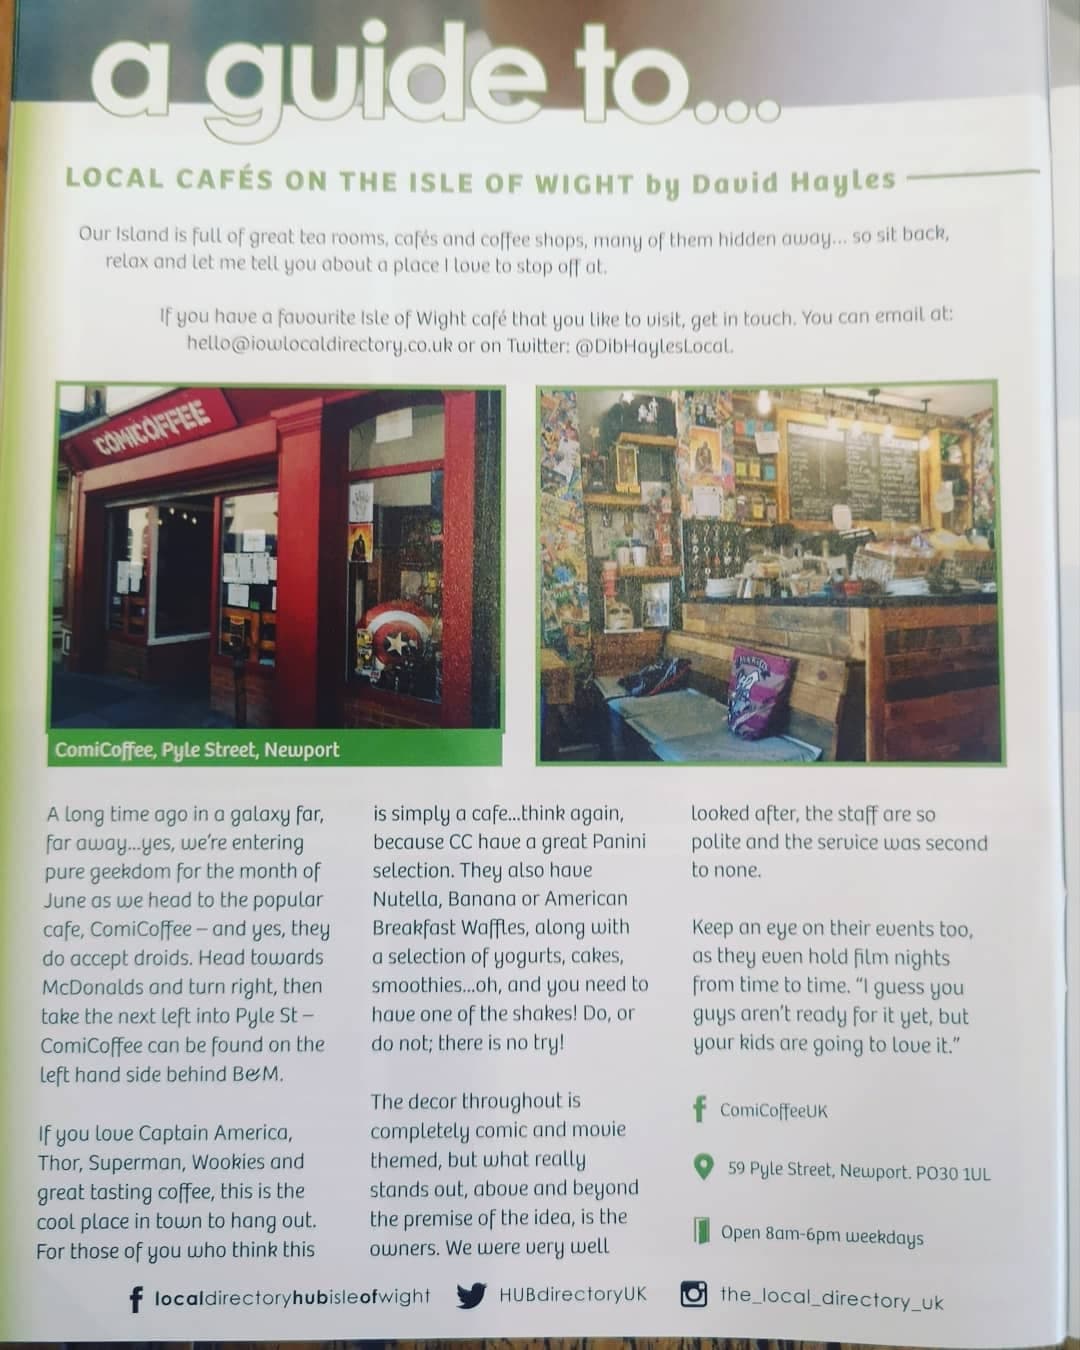 a guide to...
LOCAL CAFÉS ON THE ISLE OF WIGHT by David Hayles
Our Island is full of great tea rooms, cafés and coffee shops, many of them hidden away... so sit back,
relax and let me tell you about a place I love to stop off at.
If you have a favourite Isle of Wight café that you like to visit, get in touch. You can email at:
hello@iowlocaldirectory.co.uk or on Twitter: @DibHaylesLocal.
COMICOFFEE
ComiCoffee, Pyle Street, Newport
A long time ago in a galaxy far,
far away...yes, we're entering
pure geekdom for the month of
June as we head to the popular
cafe, ComiCoffee – and yes, they
do accept droids. Head towards
McDonalds and turn right, then
take the next left into Pyle St –
ComiCoffee can be found on the
left hand side behind B&M.
If you love Captain America,
Thor, Superman, Wookies and
great tasting coffee, this is the
cool place in town to hang out.
For those of you who think this
is simply a cafe...think again,
because CC have a great Panini
selection. They also have
Nutella, Banana or American
Breakfast Waffles, along with
a selection of yogurts, cakes,
smoothies...oh, and you need to
have one of the shakes! Do, or
do not; there is no try!
The decor throughout is
completely comic and movie
themed, but what really
stands out, above and beyond
the premise of the idea, is the
owners. We were very well
looked after, the staff are so
polite and the service was second
to none.
Keep an eye on their events too,
as they even hold film nights
from time to time. "I guess you
guys aren't ready for it yet, but
your kids are going to love it."
ComiCoffeeUK
59 Pyle Street, Newport. PO30 1UL
Open 8am-6pm weekdays
localdirectoryhubisleofwight
HUBdirectoryUK
the_local_directory_uk